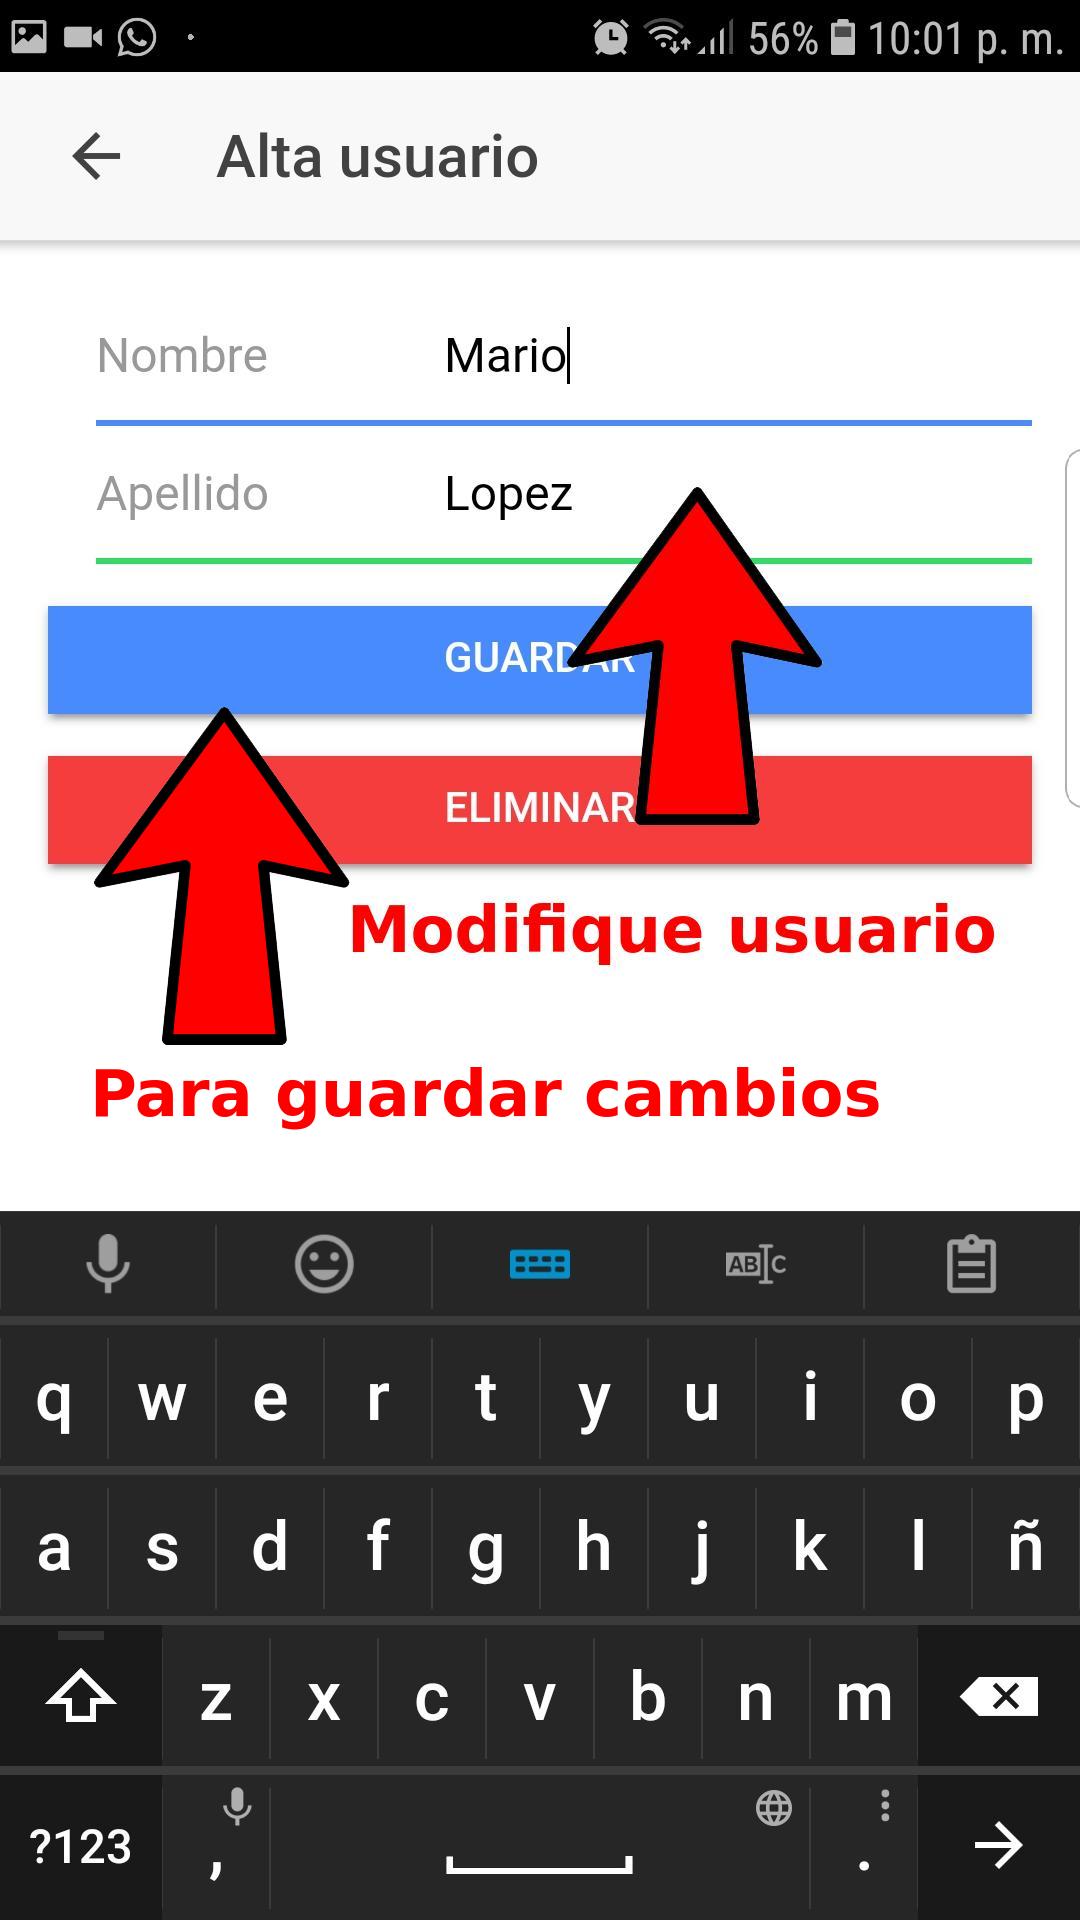 56% 10:01 p. m.
Alta usuario
Nombre Mario
Apellido Lopez
GUARDAR
ELIMINAR
Modifique usuario
Para guardar cambios
AB C
q w e r t y u i o p
a s d f g h j k l ñ
z x c v b n m
?123 , .